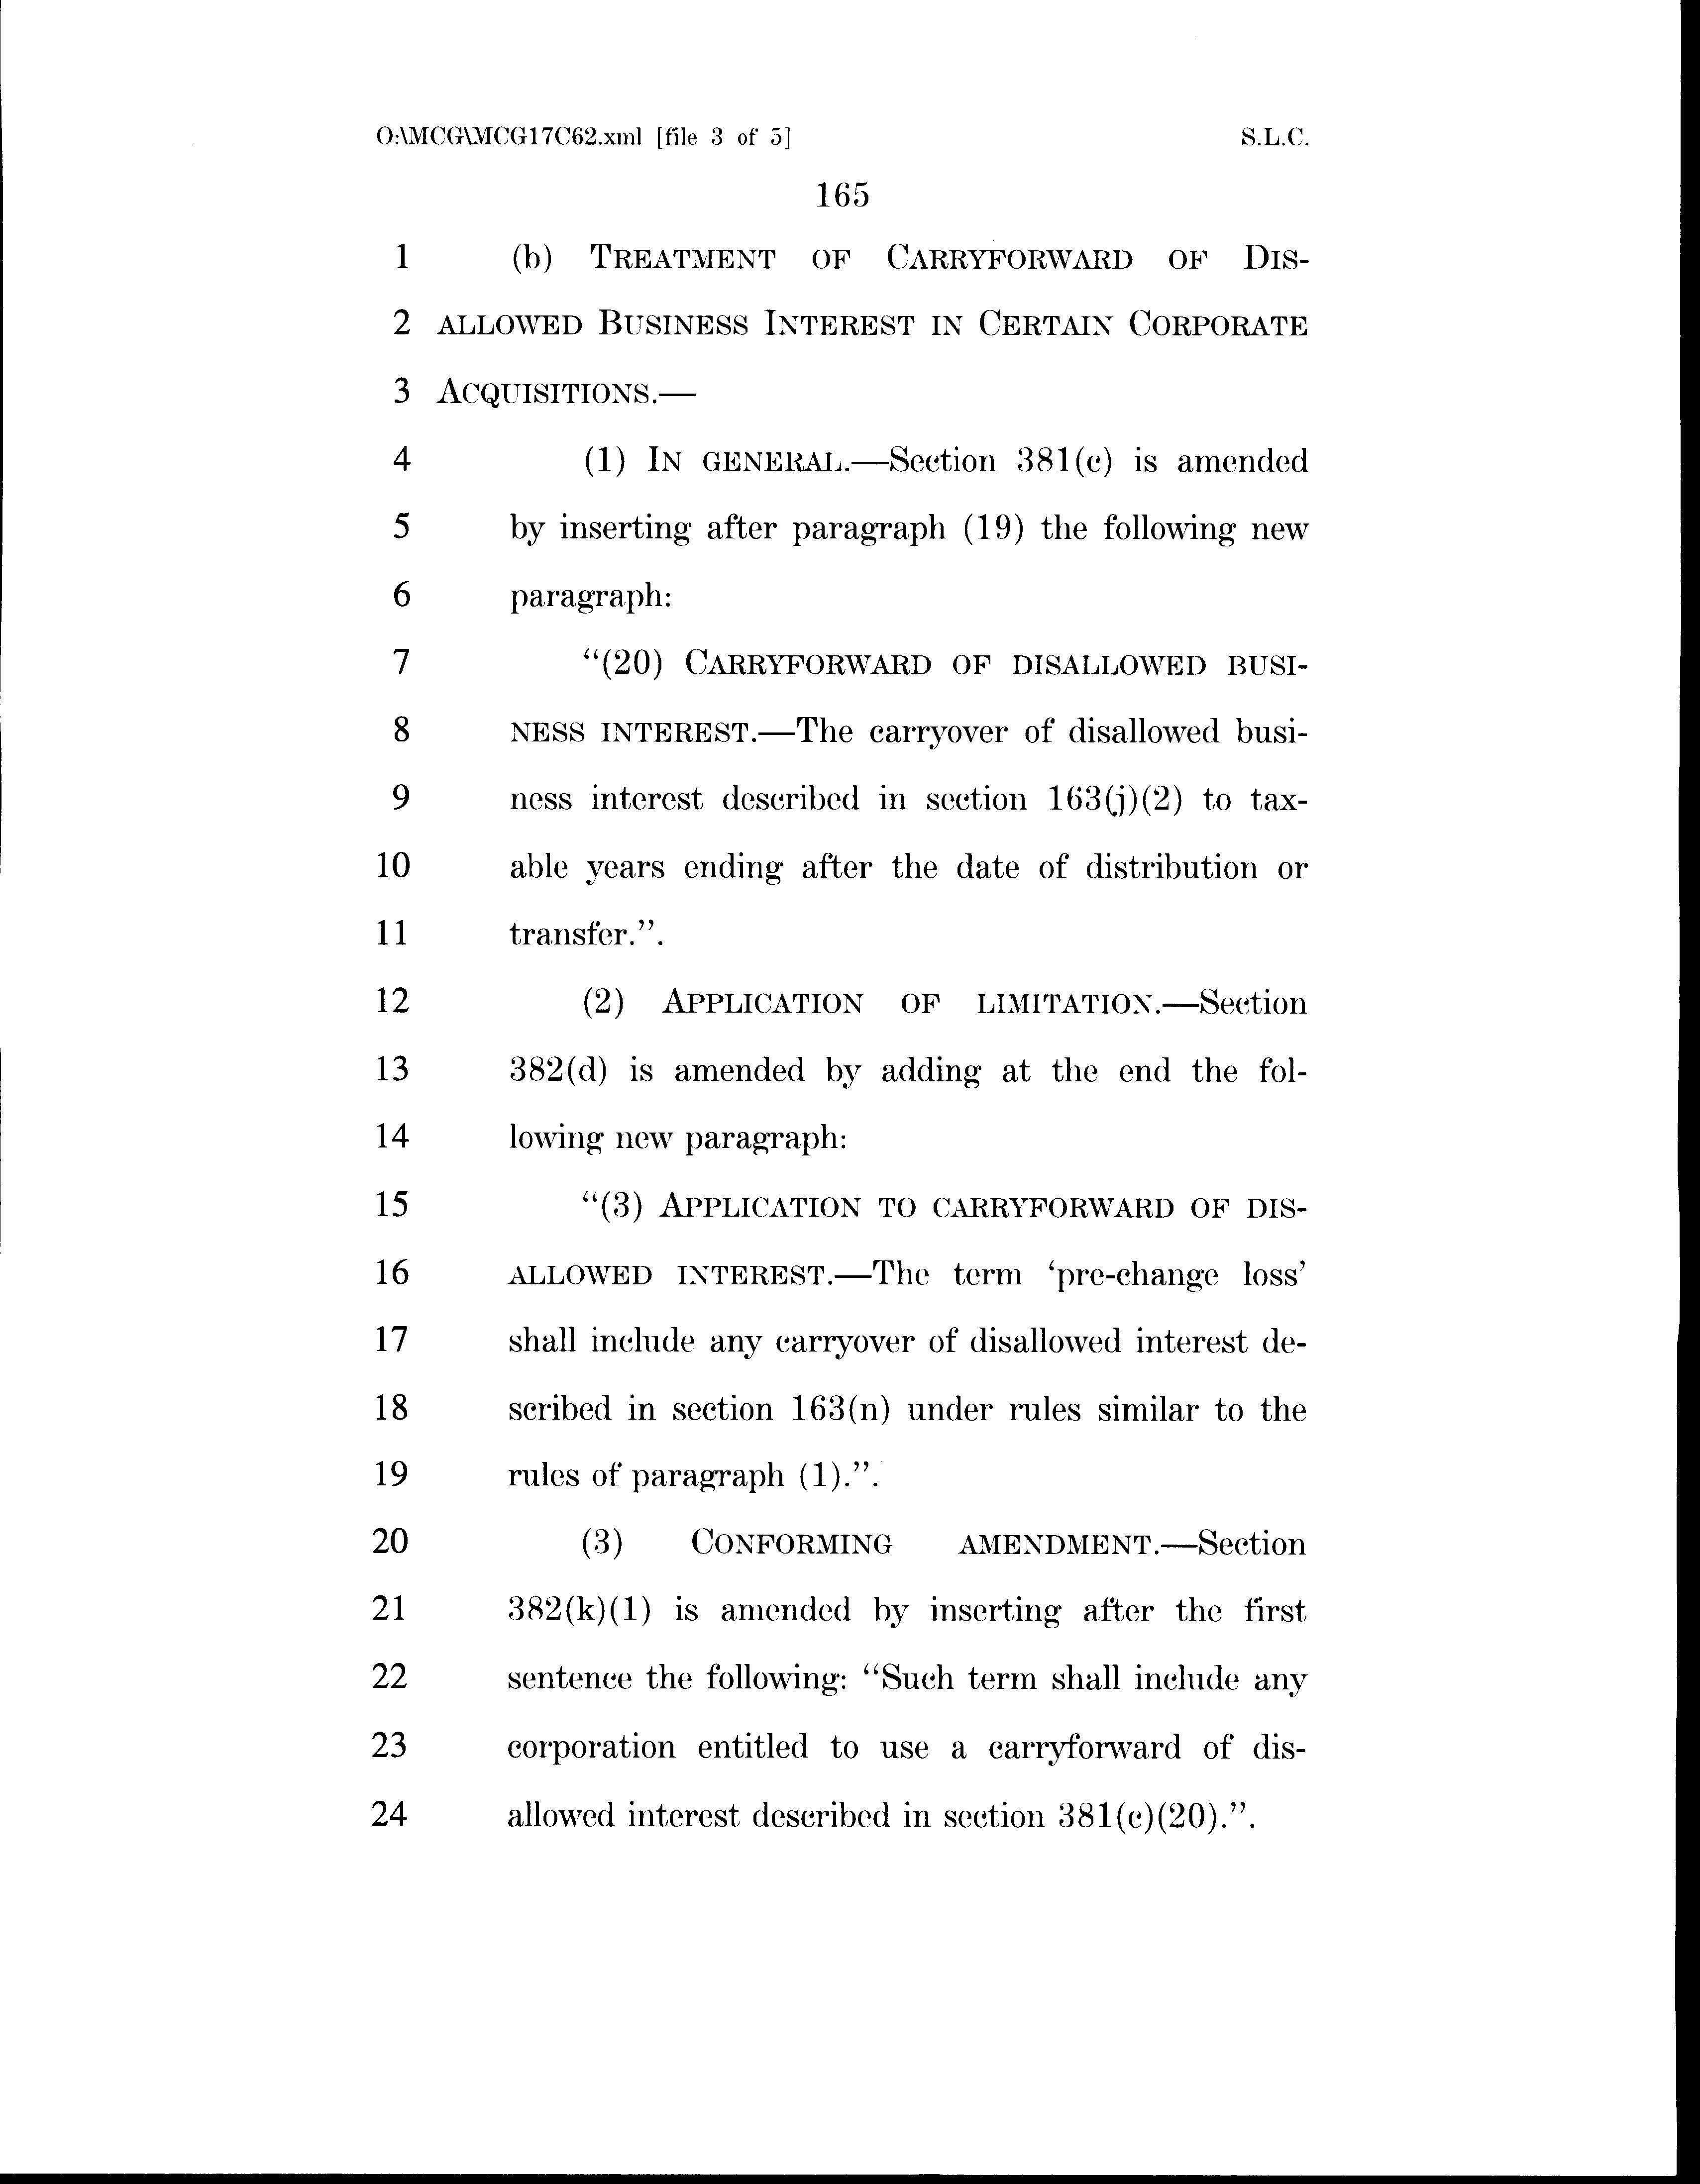 O:\MCG\MCG17C62.xml [file 3 of 5] S.L.C.
165
1 (b) TREATMENT OF CARRYFORWARD OF DIS-
2 ALLOWED BUSINESS INTEREST IN CERTAIN CORPORATE
3 ACQUISITIONS.—
4 (1) IN GENERAL.—Section 381(c) is amended
5 by inserting after paragraph (19) the following new
6 paragraph:
7 “(20) CARRYFORWARD OF DISALLOWED BUSI-
8 NESS INTEREST.—The carryover of disallowed busi-
9 ness interest described in section 163(j)(2) to tax-
10 able years ending after the date of distribution or
11 transfer.”.
12 (2) APPLICATION OF LIMITATION.—Section
13 382(d) is amended by adding at the end the fol-
14 lowing new paragraph:
15 “(3) APPLICATION TO CARRYFORWARD OF DIS-
16 ALLOWED INTEREST.—The term ‘pre-change loss’
17 shall include any carryover of disallowed interest de-
18 scribed in section 163(n) under rules similar to the
19 rules of paragraph (1).”.
20 (3) CONFORMING AMENDMENT.—Section
21 382(k)(1) is amended by inserting after the first
22 sentence the following: “Such term shall include any
23 corporation entitled to use a carryforward of dis-
24 allowed interest described in section 381(c)(20).”.